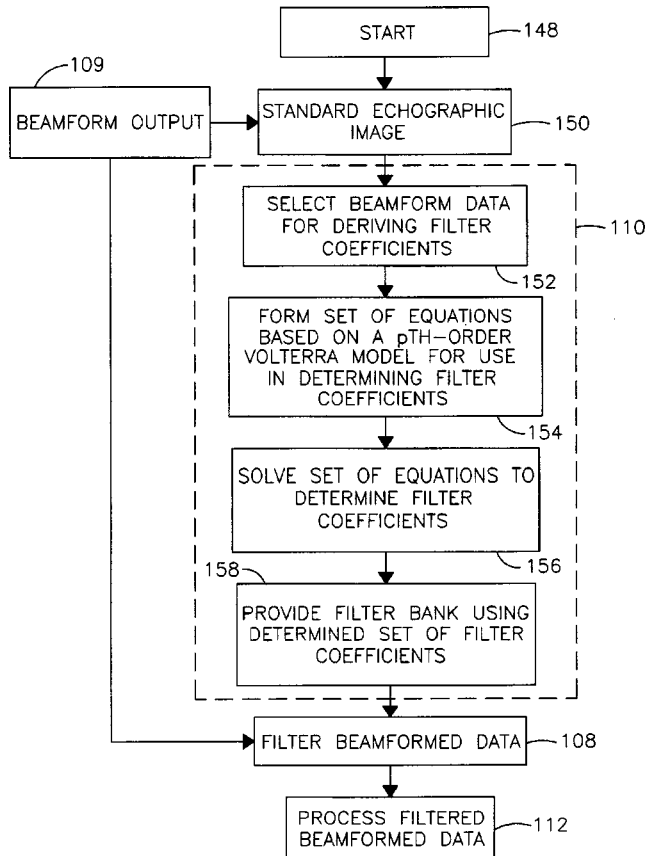 START
148
109
BEAMFORM OUTPUT
STANDARD ECHOGRAPHIC
IMAGE
150
110
SELECT BEAMFORM DATA
FOR DERIVING FILTER
COEFFICIENTS
152
FORM SET OF EQUATIONS
BASED ON A pTH-ORDER
VOLTERRA MODEL FOR USE
IN DETERMINING FILTER
COEFFICIENTS
154
SOLVE SET OF EQUATIONS TO
DETERMINE FILTER
COEFFICIENTS
156
158
PROVIDE FILTER BANK USING
DETERMINED SET OF FILTER
COEFFICIENTS
FILTER BEAMFORMED DATA
108
PROCESS FILTERED
BEAMFORMED DATA
112